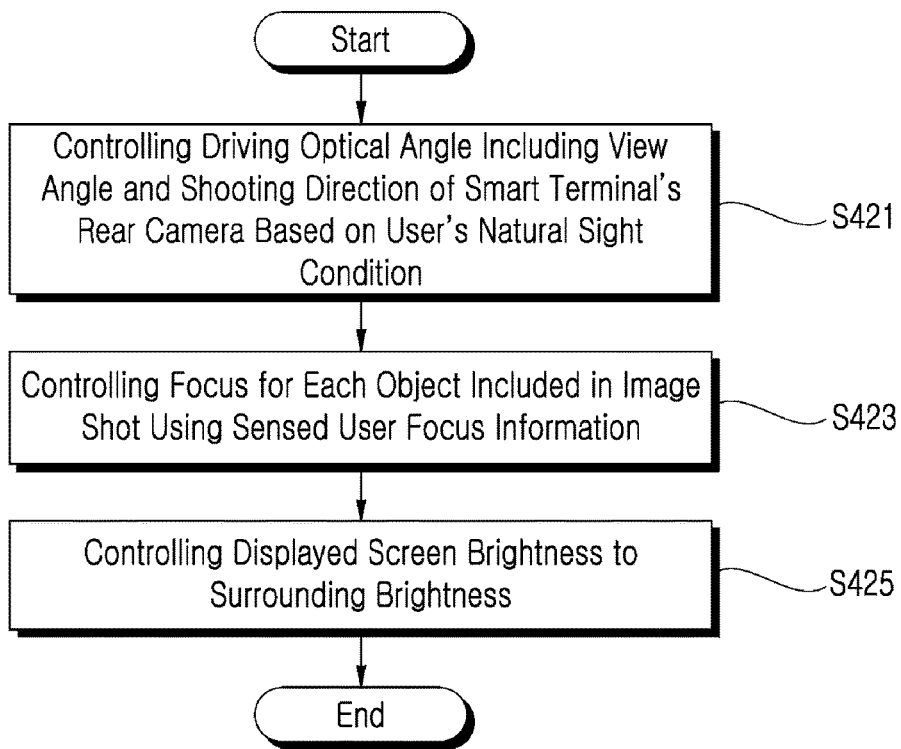 Start
Controlling Driving Optical Angle Including View
Angle and Shooting Direction of Smart Terminal's
Rear Camera Based on User's Natural Sight
Condition
S421
Controlling Focus for Each Object Included in Image
Shot Using Sensed User Focus Information
S423
Controlling Displayed Screen Brightness to
Surrounding Brightness
S425
End